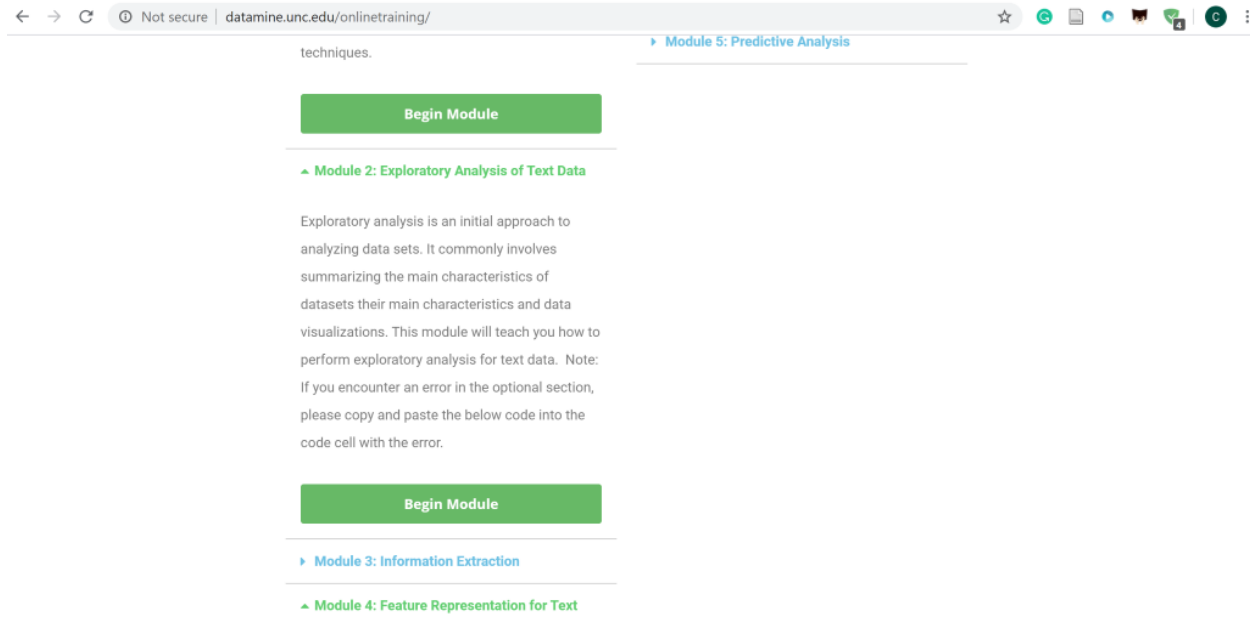 Not secure
datamine.unc.edu/onlinetraining/
4
C
techniques.
Begin Module
Module 2: Exploratory Analysis of Text Data
Exploratory analysis is an initial approach to
analyzing data sets. It commonly involves
summarizing the main characteristics of
datasets their main characteristics and data
visualizations. This module will teach you how to
perform exploratory analysis for text data.  Note:
If you encounter an error in the optional section,
please copy and paste the below code into the
code cell with the error.
Begin Module
Module 3: Information Extraction
Module 4: Feature Representation for Text
Module 5: Predictive Analysis